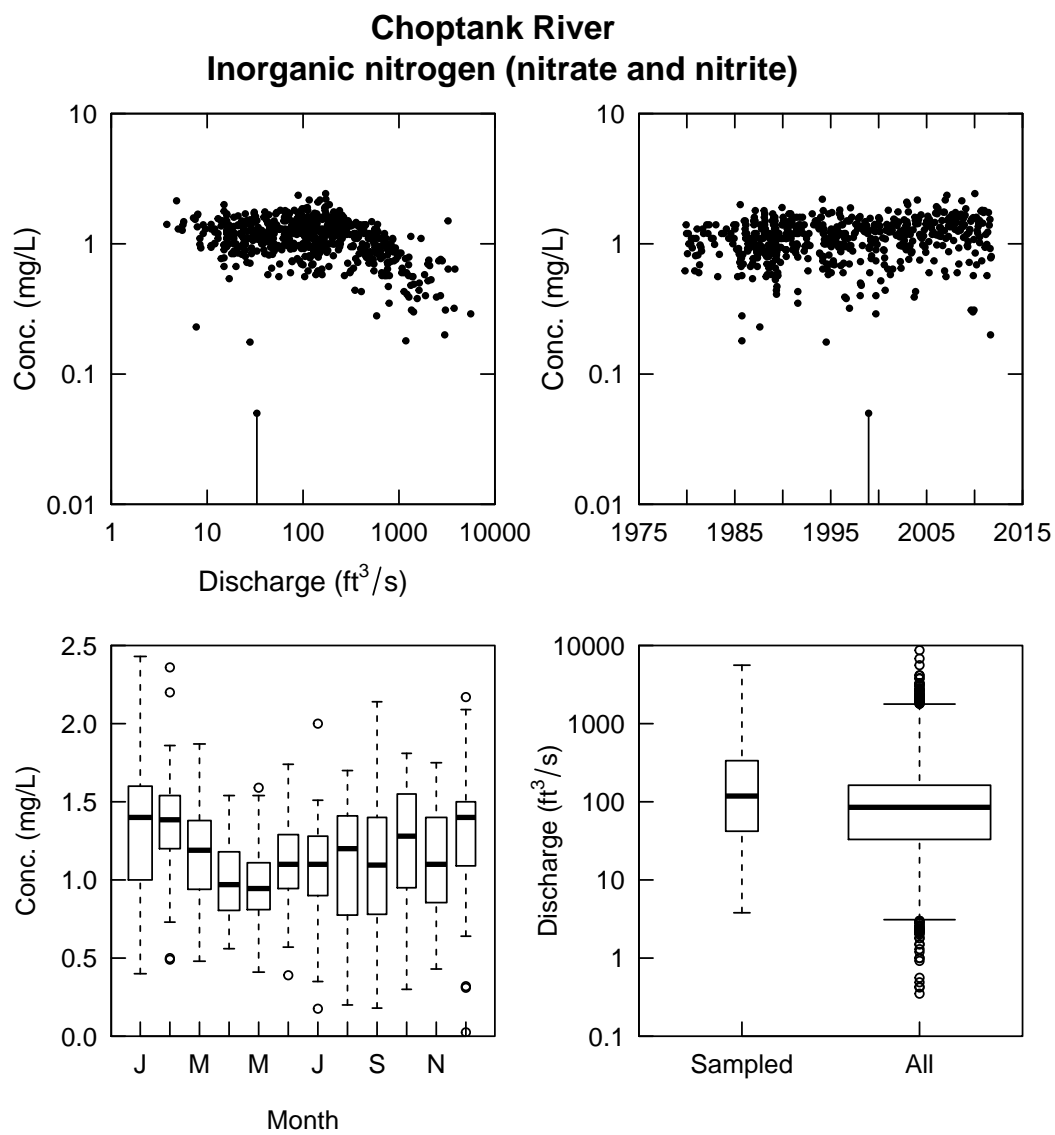 Choptank River
Inorganic nitrogen (nitrate and nitrite)
10
1
0.1
0.01
Conc. (mg/L)
1 10 100 1000 10000
Discharge (ft³/s)
10
1
0.1
0.01
Conc. (mg/L)
1975 1985 1995 2005 2015
2.5
2.0
1.5
1.0
0.5
0.0
Conc. (mg/L)
J M M J S N
Month
10000
1000
100
10
1
0.1
Discharge (ft³/s)
Sampled All